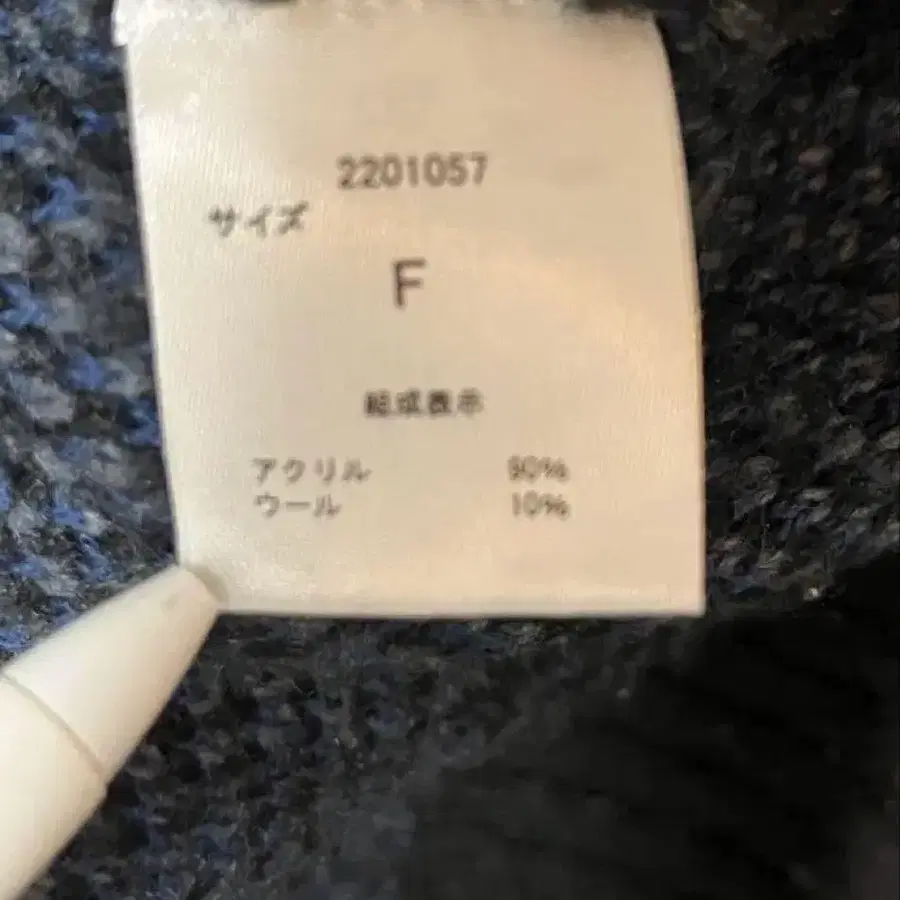 2201057
サイズ
F
組成表示
アクリル 90%
ウール 10%